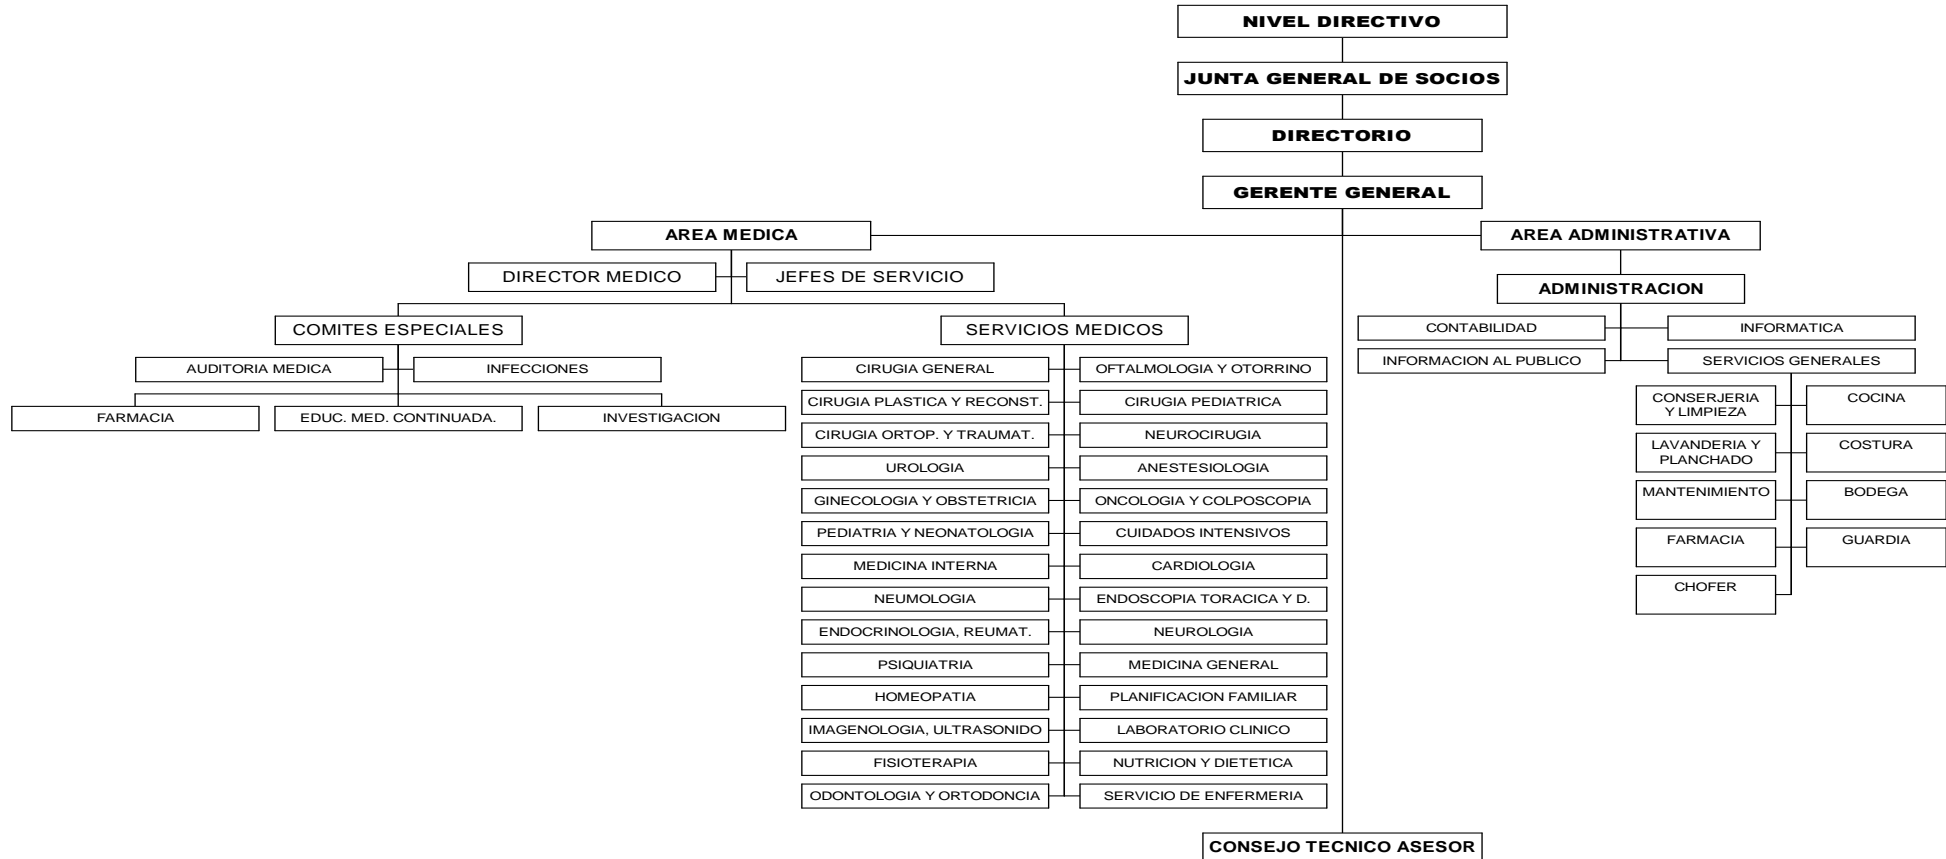 NIVEL DIRECTIVO
JUNTA GENERAL DE SOCIOS
DIRECTORIO
GERENTE GENERAL
AREA MEDICA
AREA ADMINISTRATIVA
DIRECTOR MEDICO
JEFES DE SERVICIO
ADMINISTRACION
COMITES ESPECIALES
SERVICIOS MEDICOS
CONTABILIDAD
INFORMATICA
INFORMACION AL PUBLICO
SERVICIOS GENERALES
AUDITORIA MEDICA
INFECCIONES
FARMACIA
EDUC. MED. CONTINUADA.
INVESTIGACION
CIRUGIA GENERAL
OFTALMOLOGIA Y OTORRINO
CIRUGIA PLASTICA Y RECONST.
CIRUGIA PEDIATRICA
CIRUGIA ORTOP. Y TRAUMAT.
NEUROCIRUGIA
UROLOGIA
ANESTESIOLOGIA
GINECOLOGIA Y OBSTETRICIA
ONCOLOGIA Y COLPOSCOPIA
PEDIATRIA Y NEONATOLOGIA
CUIDADOS INTENSIVOS
MEDICINA INTERNA
CARDIOLOGIA
NEUMOLOGIA
ENDOSCOPIA TORACICA Y D.
ENDOCRINOLOGIA, REUMAT.
NEUROLOGIA
PSIQUIATRIA
MEDICINA GENERAL
HOMEOPATIA
PLANIFICACION FAMILIAR
IMAGENOLOGIA, ULTRASONIDO
LABORATORIO CLINICO
FISIOTERAPIA
NUTRICION Y DIETETICA
ODONTOLOGIA Y ORTODONCIA
SERVICIO DE ENFERMERIA
CONSERJERIA
Y LIMPIEZA
COCINA
LAVANDERIA Y
PLANCHADO
COSTURA
MANTENIMIENTO
BODEGA
FARMACIA
GUARDIA
CHOFER
CONSEJO TECNICO ASESOR